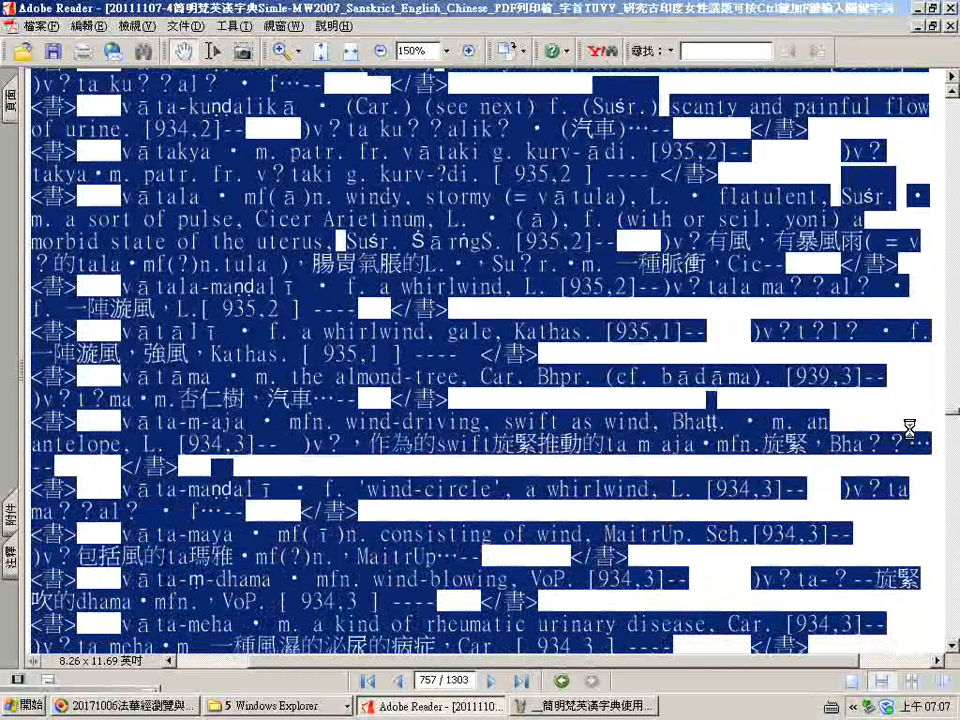 Adobe Reader - [20111107-4簡明梵英漢字典Simle-MW2007_Sanskrict_English_Chinese_PDF列印檔_字首TUVY_研究古印度女性議題可按Ctrl鍵加F鍵輸入關鍵字詞
檔案(F) 編輯(E) 檢視(V) 文件(D) 工具(T) 視窗(W) 說明(H)
150% Y! 尋找：
頁面
附件
注釋
)v？ta ku？？al？ • f…-- </書>
<書> vāta-kuṇḍalikā • (Car.) (see next) f. (Suśr.) scanty and painful flow
of urine. [934,2]-- )v？ta ku？？alik？ • (汽車)…-- </書>
<書> vātakya • m. patr. fr. vātaki g. kurv-ādi. [935,2]-- )v？
takya•m. patr. fr. v？taki g. kurv-?di. [ 935,2 ] ---- </書>
<書> vātala • mf(ā)n. windy, stormy (= vātula), L. • flatulent, Suśr. •
m. a sort of pulse, Cicer Arietinum, L. • (ā), f. (with or scil. yoni) a
morbid state of the uterus, Suśr. ŚārṅgS. [935,2]-- )v？有風，有暴風雨( = v
？的tala•mf(?)n.tula )，腸胃氣脹的L.•，Su？r.•m. 一種脈衝，Cic-- </書>
<書> vātala-maṇḍalī • f. a whirlwind, L. [935,2]--)v？tala ma？？al？ •
f. 一陣漩風，L.[ 935,2 ] ---- </書>
<書> vātālī • f. a whirlwind, gale, Kathas. [935,1]-- )v？t？l？ • f.
一陣漩風，強風，Kathas. [ 935,1 ] ---- </書>
<書> vātāma • m. the almond-tree, Car. Bhpr. (cf. bādāma). [939,3]--
)v？t？ma•m.杏仁樹，汽車…-- </書>
<書> vāta-m-aja • mfn. wind-driving, swift as wind, Bhaṭṭ. • m. an
antelope, L. [934,3]-- )v？，作為的swift旋緊推動的ta m aja•mfn.旋緊，Bha？？…
-- </書>
<書> vāta-maṇḍalī • f. 'wind-circle', a whirlwind, L. [934,3]-- )v？ta
ma？？al？ • f…-- </書>
<書> vāta-maya • mf(ī)n. consisting of wind, MaitrUp. Sch.[934,3]--
)v？包括風的ta瑪雅•mf(?)n.，MaitrUp…-- </書>
<書> vāta-ṃ-dhama • mfn. wind-blowing, VoP. [934,3]-- )v？ta-？--旋緊
吹的dhama•mfn.，VoP. [ 934,3 ] ---- </書>
<書> vāta-meha • m. a kind of rheumatic urinary disease, Car. [934,3]--
)v？ta meha•m. 一種風濕的泌尿的病症，Car. [ 934,3 ] ---- </書>
8.26 x 11.69 英吋
757 / 1303
開始 20171006法華經瀏覽與... 5 Windows Explorer Adobe Reader - [2011110... __簡明梵英漢字典使用... 上午 07:07